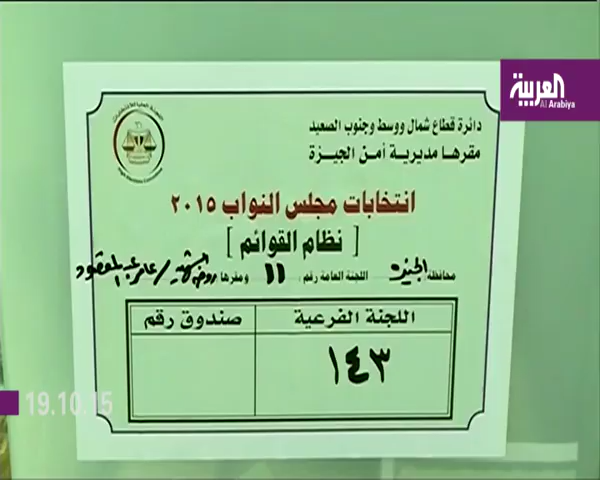 العربية
Al Arabiya
دائرة قطاع شمال ووسط وجنوب الصعيد
مقرها مديرية أمن الجيزة
انتخابات مجلس النواب ٢٠١٥
[ نظام القوائم ]
محافظة الجيزة اللجنة العامة رقم : ١١ ومقرها
اللجنة الفرعية صندوق رقم
١٤٣
19.10.15